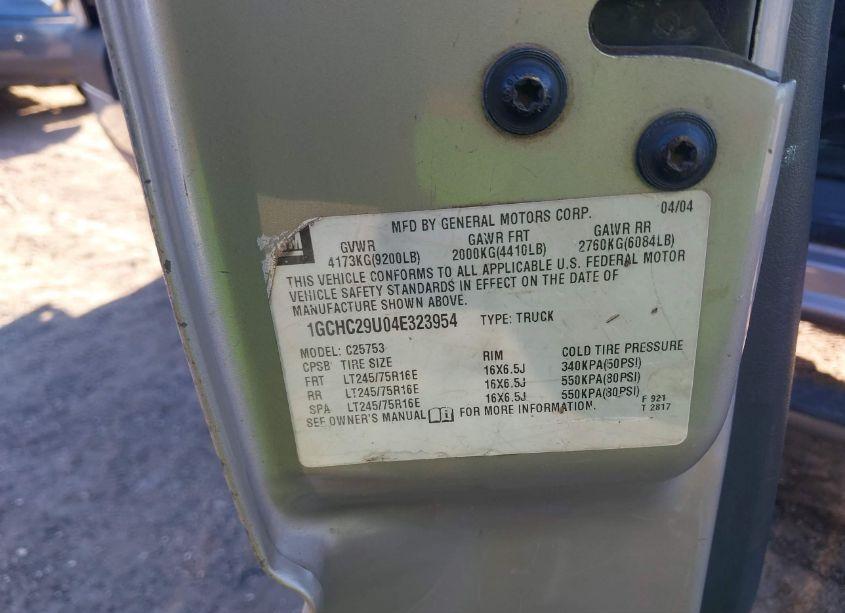 MFD BY GENERAL MOTORS CORP. 04/04
GVWR GAWR FRT GAWR RR
4173KG(9200LB) 2000KG(4410LB) 2760KG(6084LB)
THIS VEHICLE CONFORMS TO ALL APPLICABLE U.S. FEDERAL MOTOR
VEHICLE SAFETY STANDARDS IN EFFECT ON THE DATE OF
MANUFACTURE SHOWN ABOVE.
1GCHC29U04E323954 TYPE: TRUCK
MODEL: C25753
CPSB TIRE SIZE RIM COLD TIRE PRESSURE
FRT LT245/75R16E 16X6.5J 340KPA(50PSI)
RR LT245/75R16E 16X6.5J 550KPA(80PSI)
SPA LT245/75R16E 16X6.5J 550KPA(80PSI)
SEE OWNER'S MANUAL FOR MORE INFORMATION.
F 921
T 2817